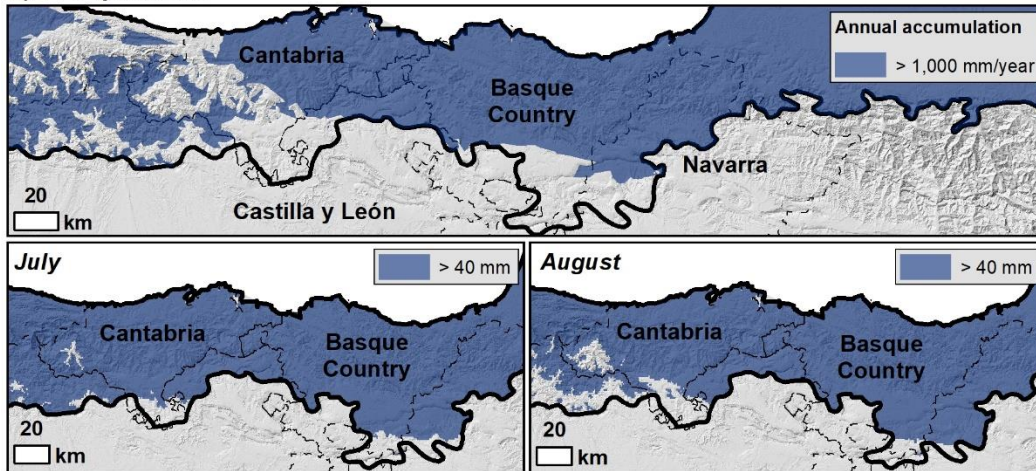 Annual accumulation
> 1,000 mm/year
Cantabria
Basque
Country
Navarra
Castilla y León
20
km
July
> 40 mm
Cantabria
Basque
Country
20
km
August
> 40 mm
Cantabria
Basque
Country
20
km